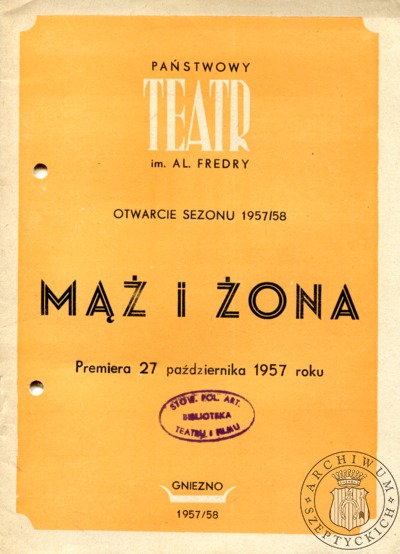 PAŃSTWOWY
TEATR
im. AL. FREDRY
OTWARCIE SEZONU 1957/58
MĄŻ i ŻONA
Premiera 27 października 1957 roku
STOW. POL. ART.
BIBLIOTEKA
TEATRU I FILMU
GNIEZNO
1957/58
ARCHIWUM
SZEPTYCKICH